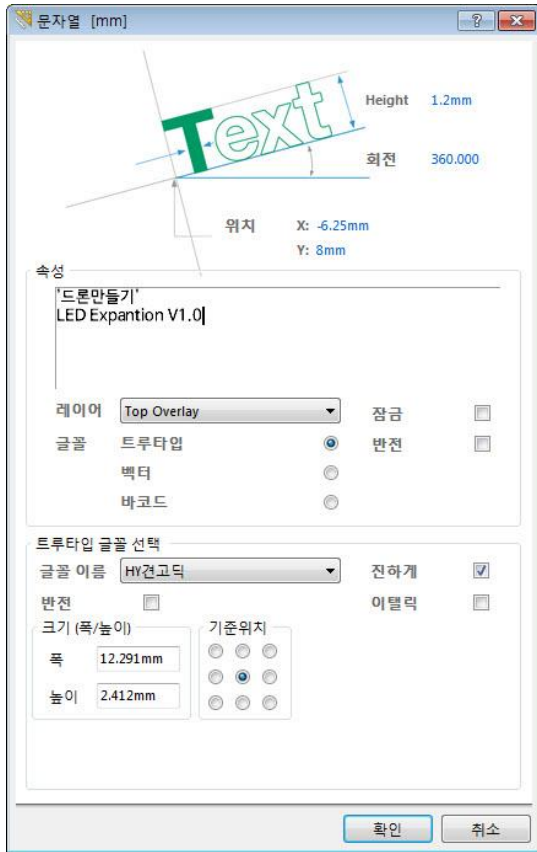 문자열 [mm]
?
Text
Height 1.2mm
회전 360.000
위치 X: -6.25mm
Y: 8mm
속성
'드론만들기'
LED Expantion V1.0
레이어 Top Overlay 잠금
글꼴 트루타입 반전
벡터
바코드
트루타입 글꼴 선택
글꼴 이름 HY견고딕 진하게
반전 이탤릭
크기 (폭/높이) 기준위치
폭 12.291mm
높이 2.412mm
확인 취소